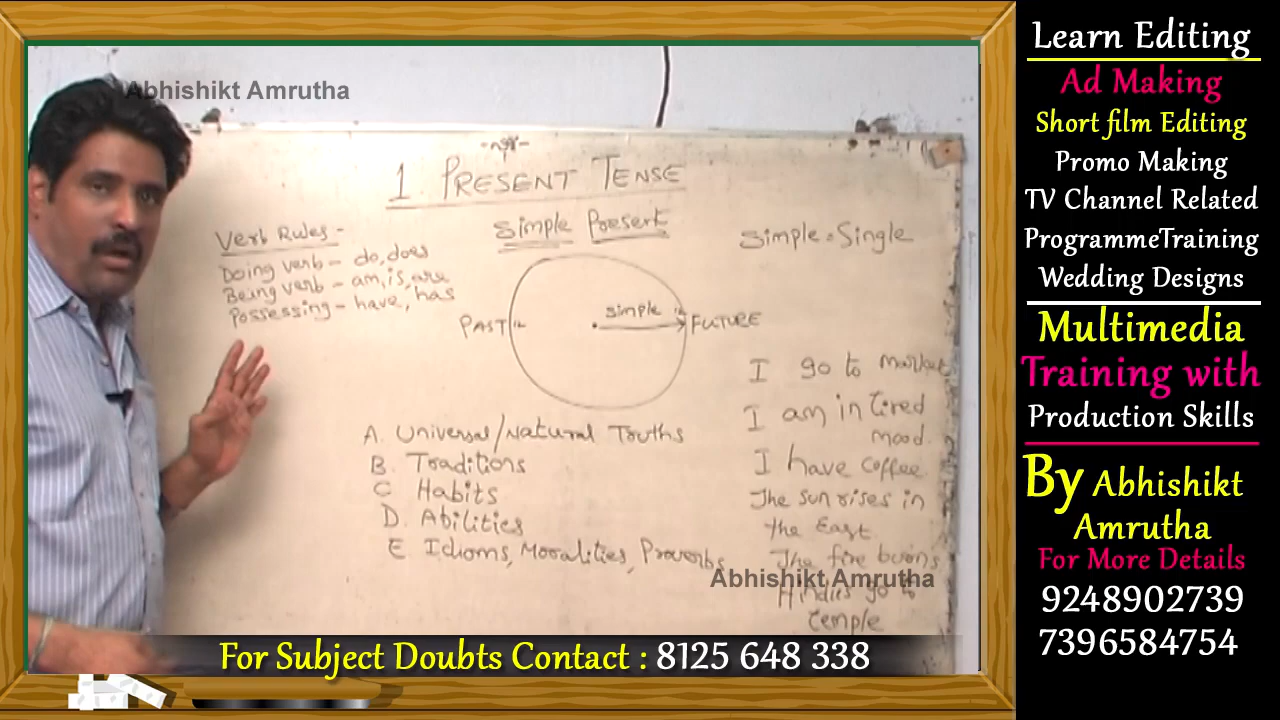 Abhishikt Amrutha
1 PRESENT TENSE
Simple Present
Simple = Single
Verb Rules -
Doing verb - do, does
Being verb - am, is, are
Possessing - have, has
PAST
simple
FUTURE
I go to market
I am in tired
mood.
I have coffee
The sun rises in
the East.
The fire burns
Hindies go to
temple
A. Universal/Natural Truths
B. Traditions
C Habits
D. Abilities
E Idioms, Moralities, Proverbs
Abhishikt Amrutha
For Subject Doubts Contact : 8125 648 338
Learn Editing
Ad Making
Short film Editing
Promo Making
TV Channel Related
ProgrammeTraining
Wedding Designs
Multimedia
Training with
Production Skills
By Abhishikt
Amrutha
For More Details
9248902739
7396584754